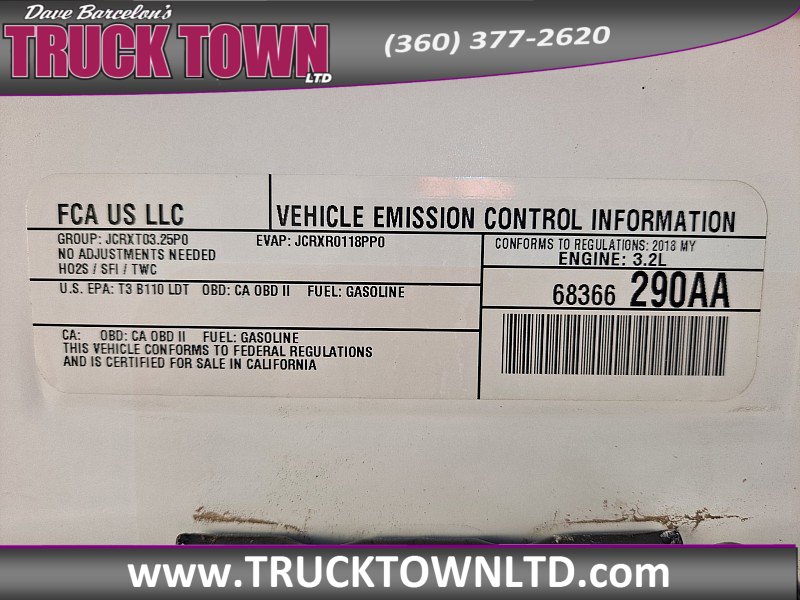 Dave Barcelon's
TRUCK TOWN
LTD
(360) 377-2620
FCA US LLC
VEHICLE EMISSION CONTROL INFORMATION
GROUP: JCRXT03.25P0 EVAP: JCRXR0118PP0
NO ADJUSTMENTS NEEDED
HO2S / SFI / TWC
CONFORMS TO REGULATIONS: 2018 MY
ENGINE: 3.2L
U.S. EPA: T3 B110 LDT OBD: CA OBD II FUEL: GASOLINE
68366 290AA
CA: OBD: CA OBD II FUEL: GASOLINE
THIS VEHICLE CONFORMS TO FEDERAL REGULATIONS
AND IS CERTIFIED FOR SALE IN CALIFORNIA
www.TRUCKTOWNLTD.com